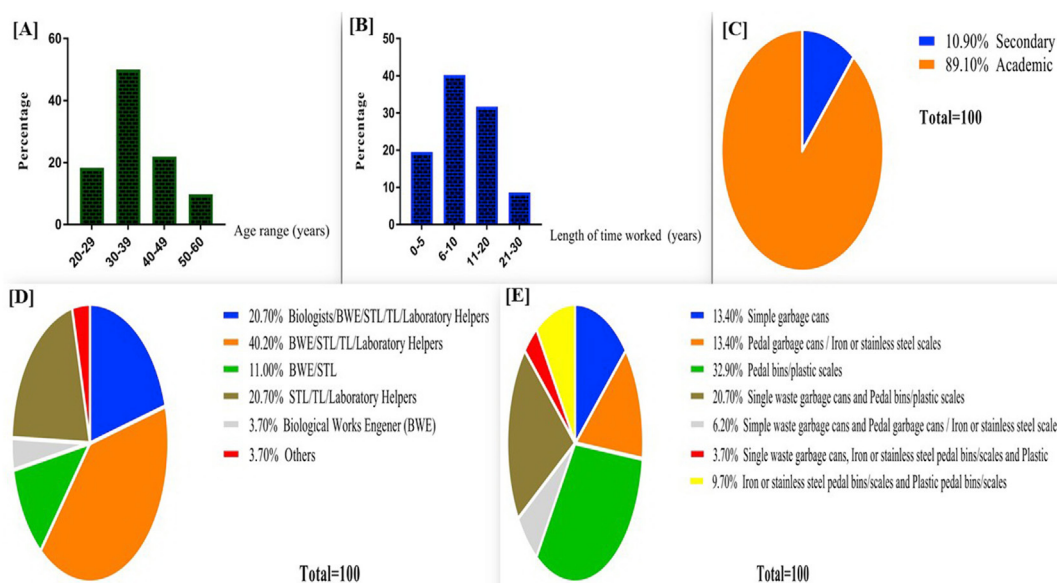 [A]
60
40
20
0
Percentage
20-29
30-39
40-49
50-60
Age range (years)
[B]
50
40
30
20
10
0
Percentage
0-5
6-10
11-20
21-30
Length of time worked (years)
[C]
10.90% Secondary
89.10% Academic
Total=100
[D]
20.70% Biologists/BWE/STL/TL/Laboratory Helpers
40.20% BWE/STL/TL/Laboratory Helpers
11.00% BWE/STL
20.70% STL/TL/Laboratory Helpers
3.70% Biological Works Engener (BWE)
3.70% Others
Total=100
[E]
13.40% Simple garbage cans
13.40% Pedal garbage cans / Iron or stainless steel scales
32.90% Pedal bins/plastic scales
20.70% Single waste garbage cans and Pedal bins/plastic scales
6.20% Simple waste garbage cans and Pedal garbage cans / Iron or stainless steel scale
3.70% Single waste garbage cans, Iron or stainless steel pedal bins/scales and Plastic
9.70% Iron or stainless steel pedal bins/scales and Plastic pedal bins/scales
Total=100